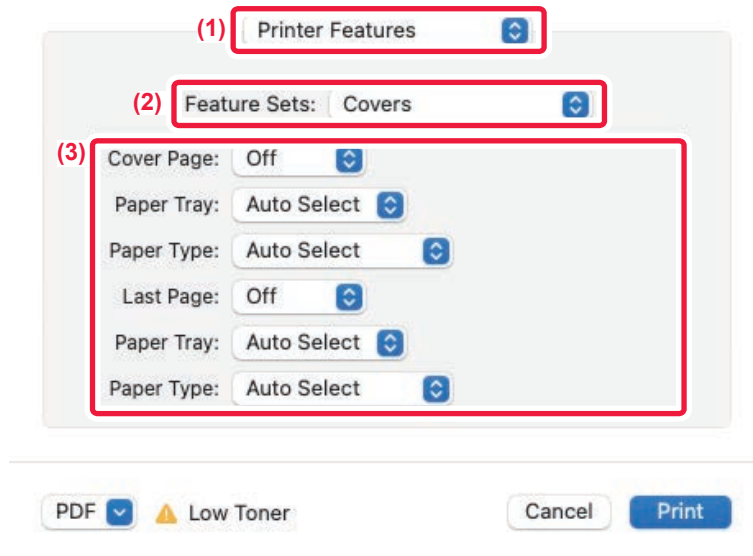 (1) Printer Features
(2) Feature Sets: Covers
(3) Cover Page: Off
Paper Tray: Auto Select
Paper Type: Auto Select
Last Page: Off
Paper Tray: Auto Select
Paper Type: Auto Select
PDF Low Toner Cancel Print